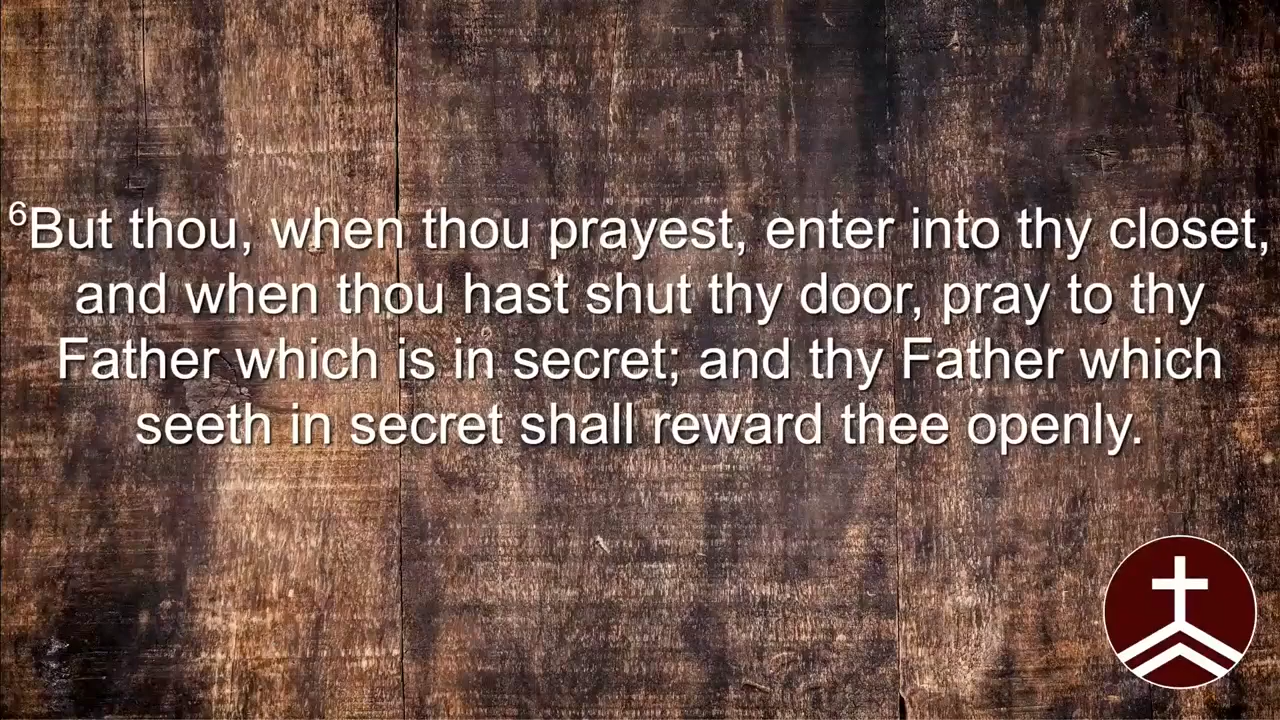 ⁶But thou, when thou prayest, enter into thy closet,
and when thou hast shut thy door, pray to thy
Father which is in secret; and thy Father which
seeth in secret shall reward thee openly.